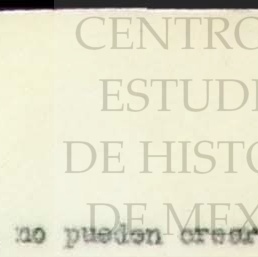 CENTRO
ESTUDI
DE HISTO
DE MEX
no pueden crear